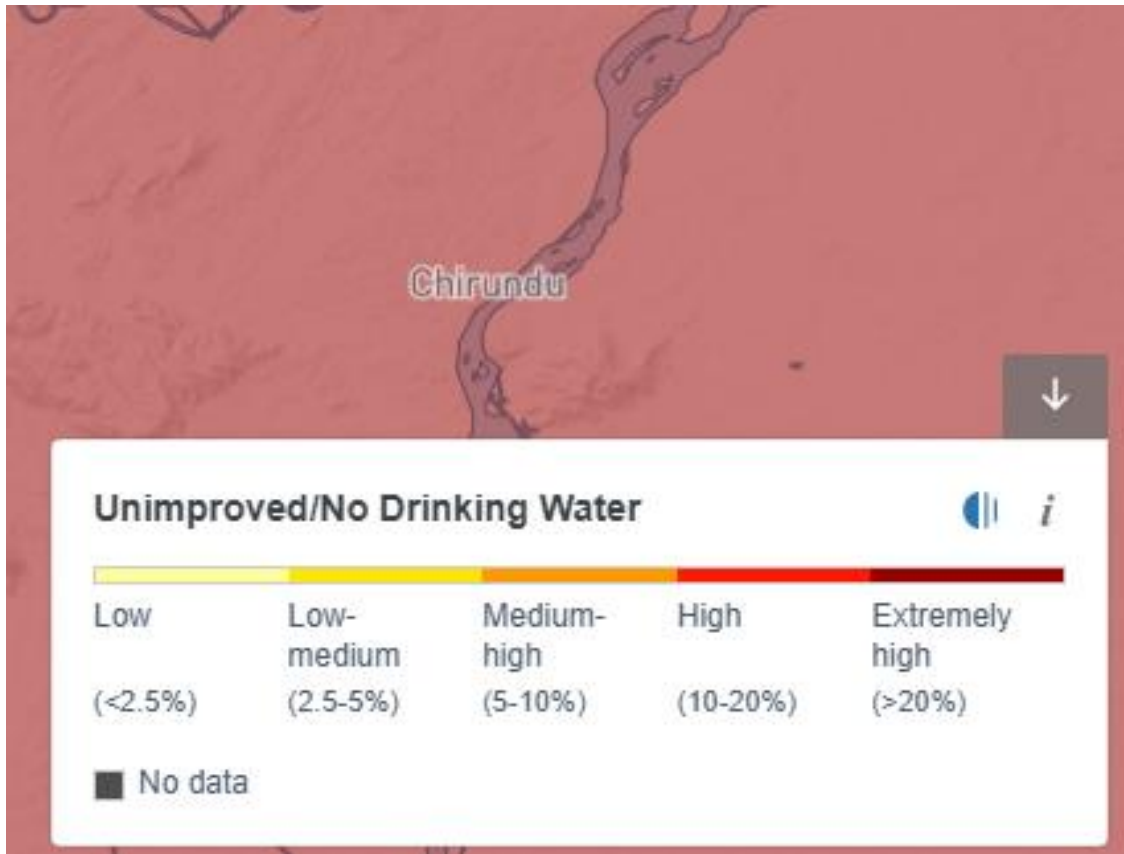 Chirundu
Unimproved/No Drinking Water
i
Low
Low-
medium
Medium-
high
High
Extremely
high
(<2.5%)
(2.5-5%)
(5-10%)
(10-20%)
(>20%)
No data